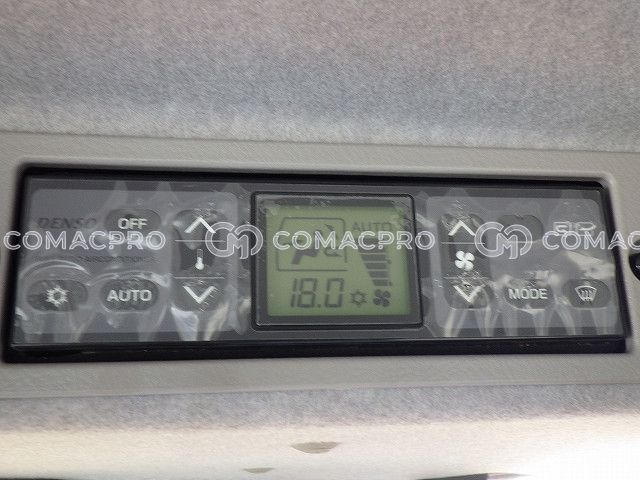 DENSO
OFF
AUTO
AUTO
18.0
MODE
COMACPRO COMACPRO COMACPRO